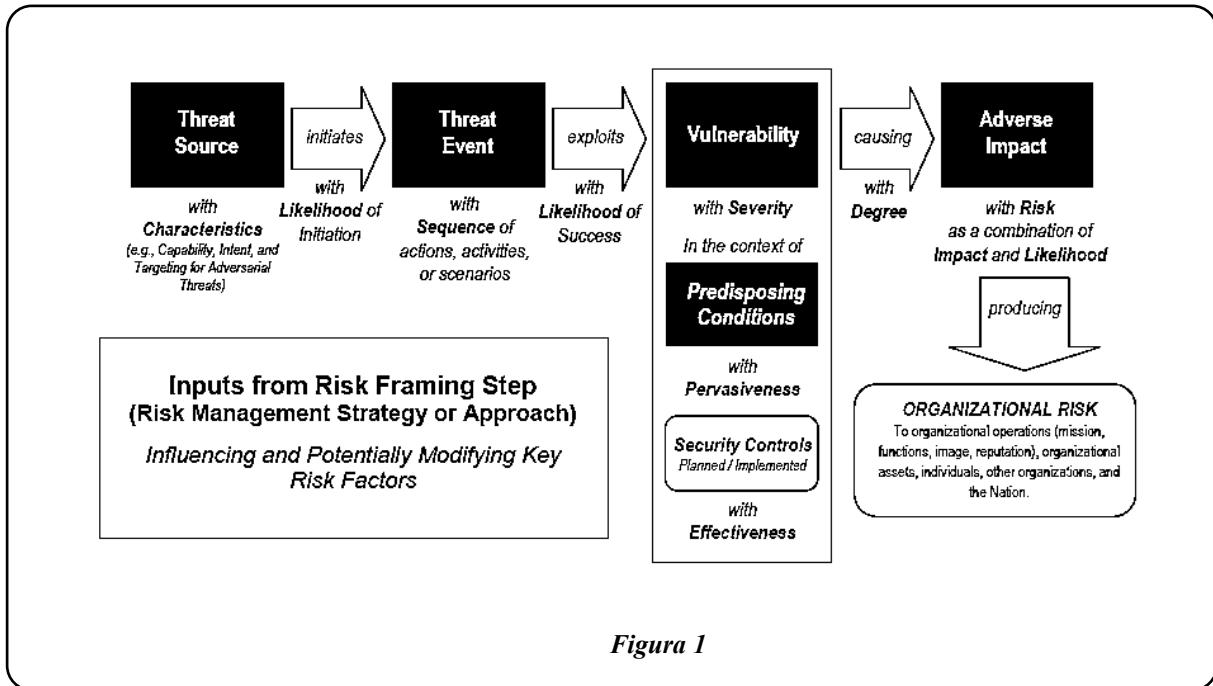 Threat
Source
initiates
Threat
Event
exploits
Vulnerability
causing
Adverse
Impact
with
Characteristics
(e.g., Capability, Intent, and
Targeting for Adversarial
Threats)
with
Likelihood of
Initiation
with
Sequence of
actions, activities,
or scenarios
with
Likelihood of
Success
with Severity
In the context of
Predisposing
Conditions
with
Pervasiveness
Security Controls
Planned / Implemented
with
Effectiveness
with
Degree
with Risk
as a combination of
Impact and Likelihood
producing
ORGANIZATIONAL RISK
To organizational operations (mission,
functions, image, reputation), organizational
assets, individuals, other organizations, and
the Nation.
Inputs from Risk Framing Step
(Risk Management Strategy or Approach)
Influencing and Potentially Modifying Key
Risk Factors
Figura 1